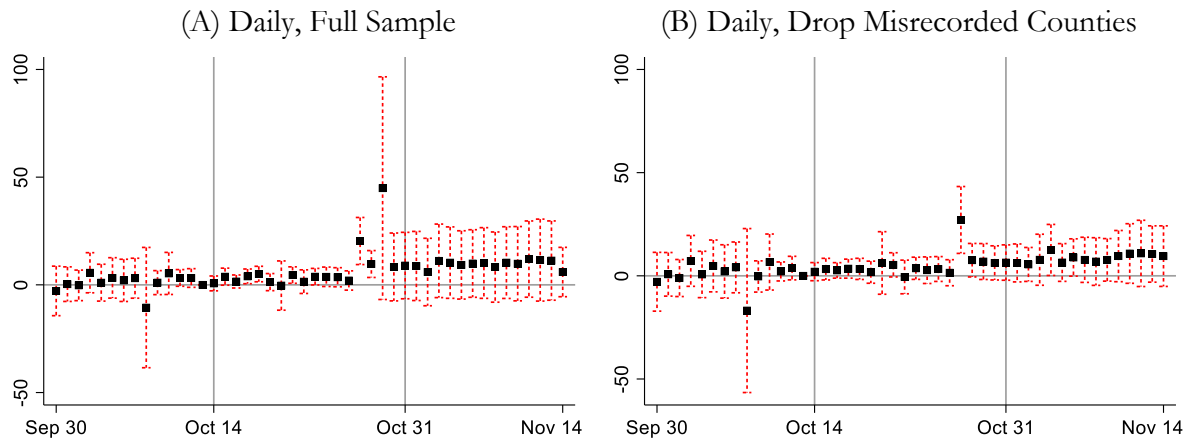 (A) Daily, Full Sample
100
50
0
-50
Sep 30 Oct 14 Oct 31 Nov 14
(B) Daily, Drop Misrecorded Counties
100
50
0
-50
Sep 30 Oct 14 Oct 31 Nov 14